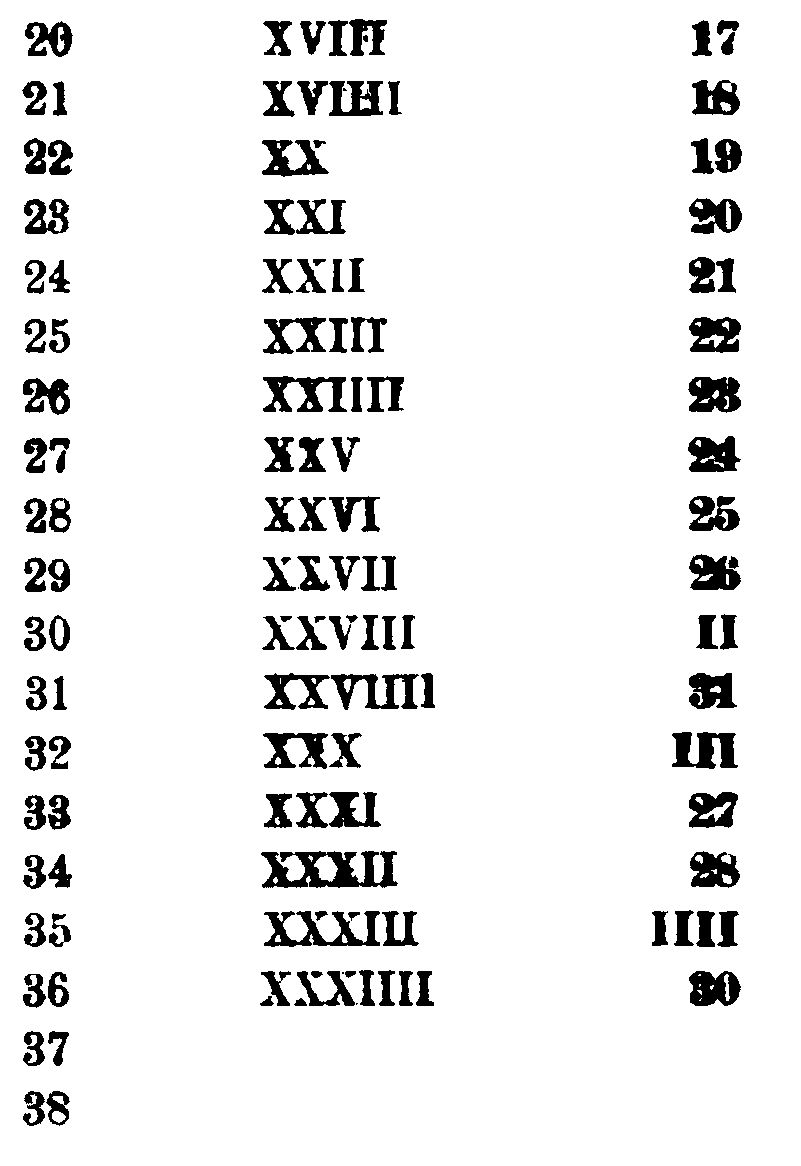 20 XVIII 17
21 XVIIII 18
22 XX 19
23 XXI 20
24 XXII 21
25 XXIII 22
26 XXIIII 23
27 XXV 24
28 XXVI 25
29 XXVII 26
30 XXVIII II
31 XXVIIII 31
32 XXX III
33 XXXI 27
34 XXXII 28
35 XXXIII IIII
36 XXXIIII 30
37
38